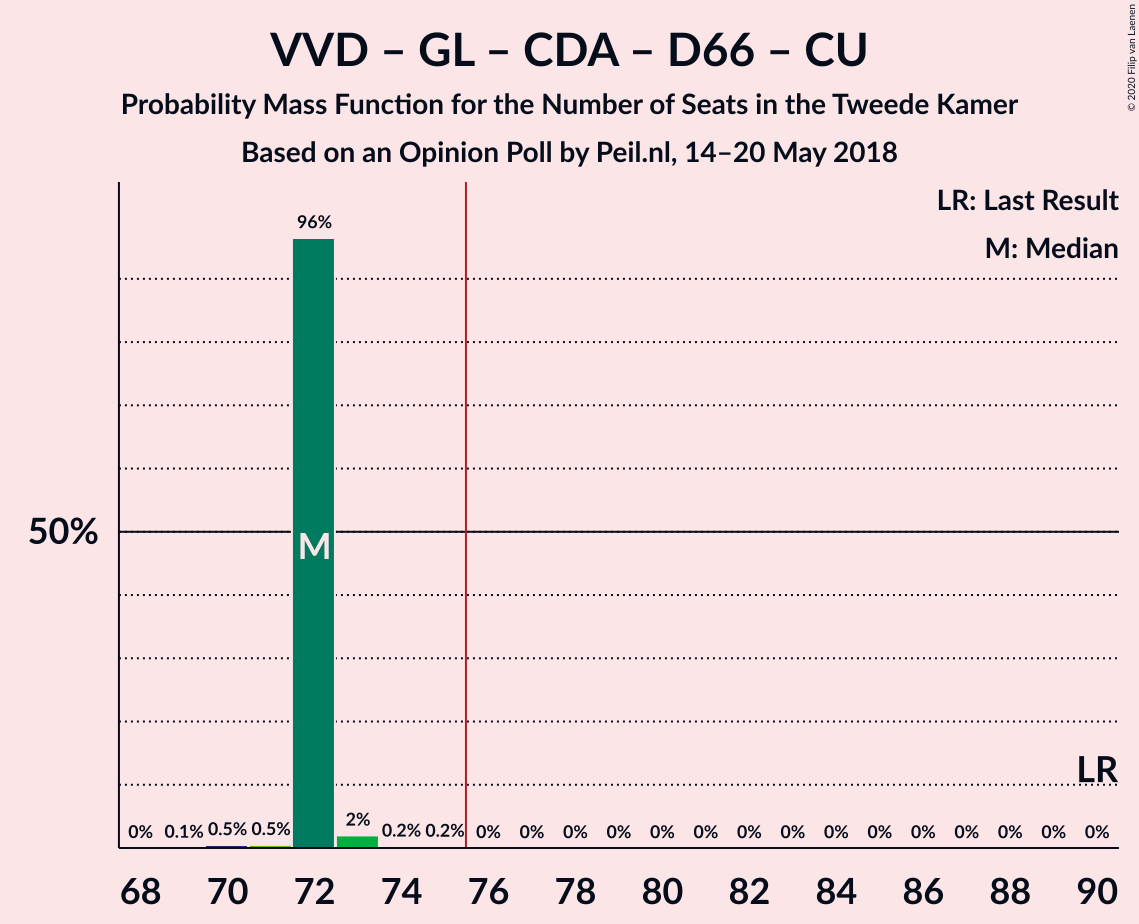 VVD – GL – CDA – D66 – CU
Probability Mass Function for the Number of Seats in the Tweede Kamer
Based on an Opinion Poll by Peil.nl, 14–20 May 2018
© 2020 Filip van Laenen
LR: Last Result
M: Median
96%
50%
M
LR
0% 0.1% 0.5% 0.5% 2% 0.2% 0.2% 0% 0% 0% 0% 0% 0% 0% 0% 0% 0% 0% 0% 0% 0% 0%
68 70 72 74 76 78 80 82 84 86 88 90